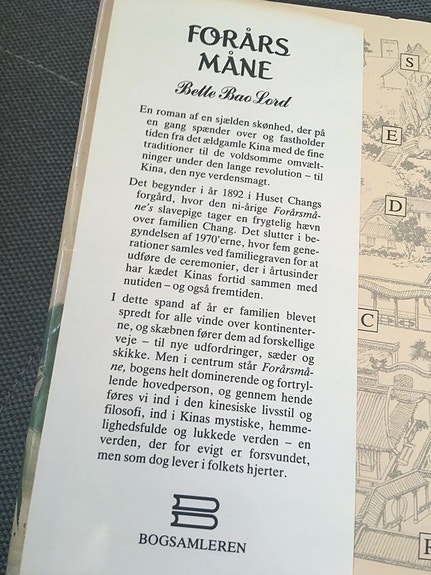 FORÅRS
MÅNE
Bette Bao Lord
En roman af en sjælden skønhed, der på
en gang spænder over og fastholder
tiden fra det ældgamle Kina med de fine
traditioner til de voldsomme omvælt-
ninger under den lange revolution – til
Kina, den nye verdensmagt.
Det begynder i år 1892 i Huset Changs
forgård, hvor den ni-årige Forårsmå-
ne's slavepige tager en frygtelig hævn
over familien Chang. Det slutter i be-
gyndelsen af 1970'erne, hvor fem gene-
rationer samles ved familiegraven for at
udføre de ceremonier, der i årtusinder
har kædet Kinas fortid sammen med
nutiden – og også fremtiden.
I dette spand af år er familien blevet
spredt for alle vinde over kontinenter-
ne, og skæbnen fører dem ad forskellige
veje – til nye udfordringer, sæder og
skikke. Men i centrum står Forårsmå-
ne, bogens helt dominerende og fortryl-
lende hovedperson, og gennem hende
føres vi ind i den kinesiske livsstil og
filosofi, ind i Kinas mystiske, hemme-
lighedsfulde og lukkede verden – en
verden, der for evigt er forsvundet,
men som dog lever i folkets hjerter.
BOGSAMLEREN
S
E
D
C
R